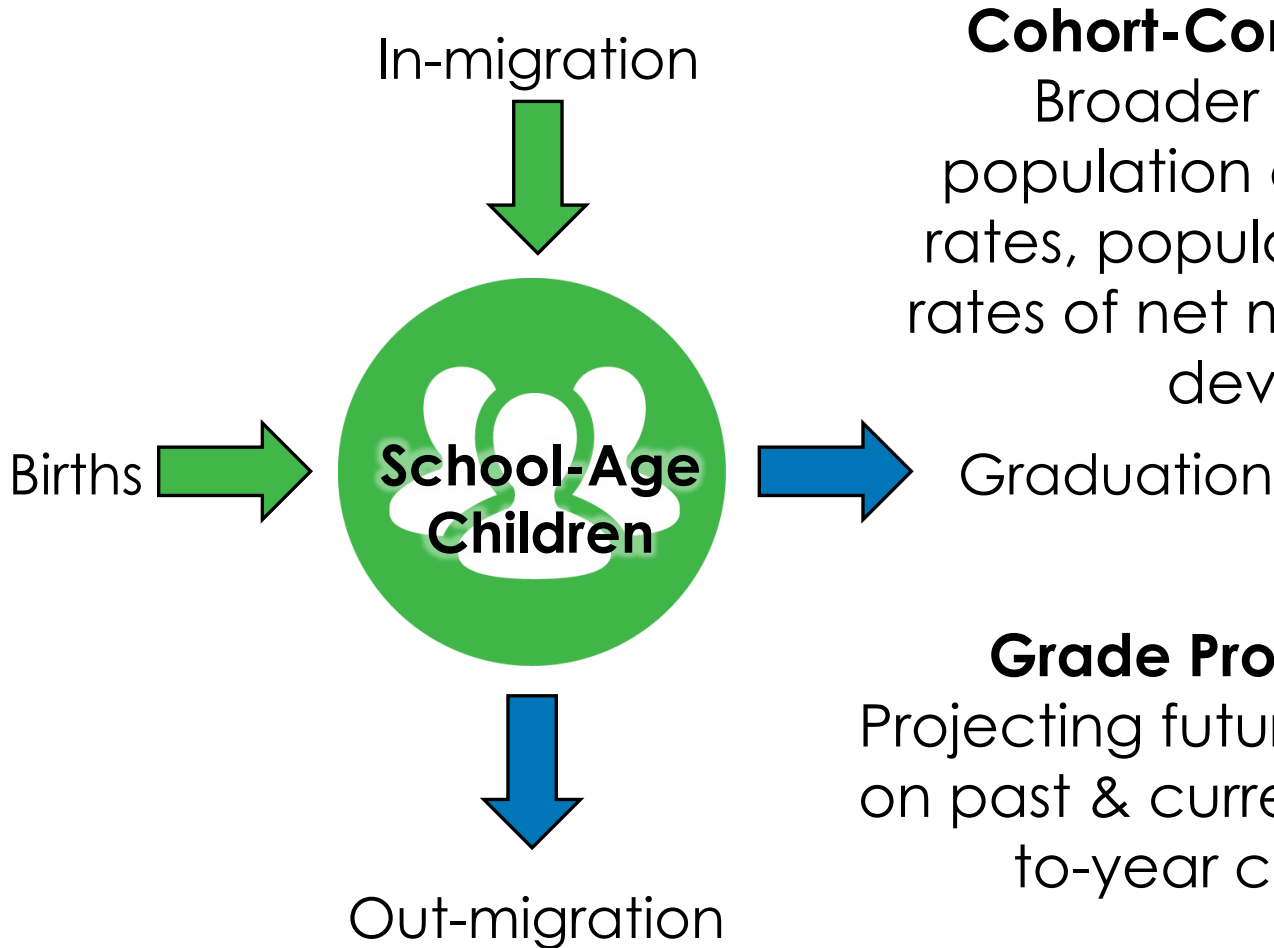 In-migration
Births
School-Age
Children
Graduation
Out-migration
Cohort-Co
Broader
population
rates, popul
rates of net m
dev
Grade Pro
Projecting futu
on past & curre
to-year c